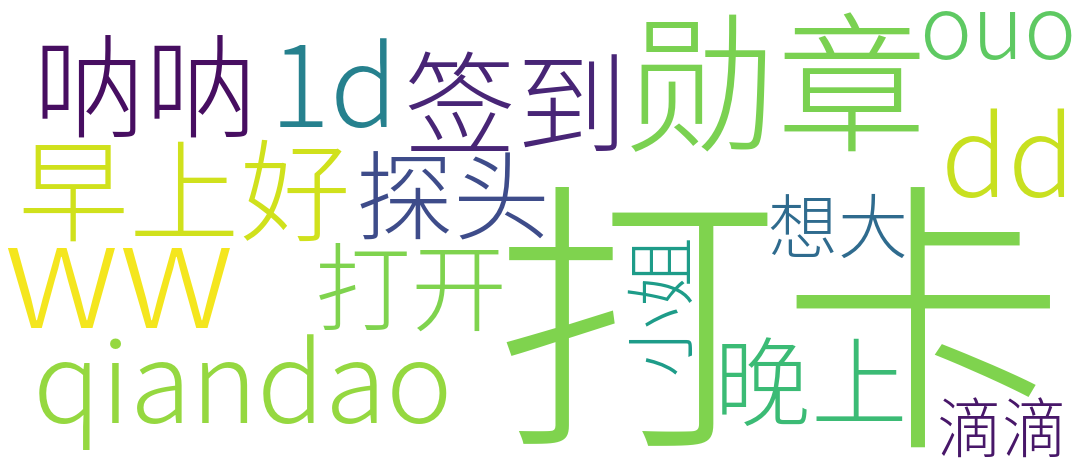 呐呐 1d 签到 勋章 ouo
早上好 探头 dd
ww 打开 打卡 想大
小姐
qiandao 晚上 滴滴